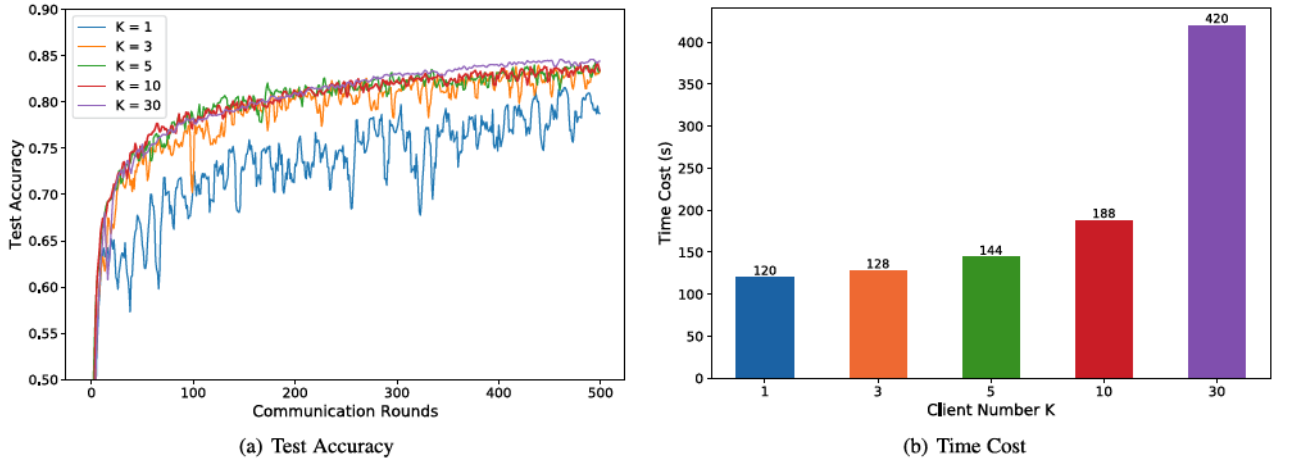 0.90
0.85
0.80
0.75
0.70
0.65
0.60
0.55
0.50
Test Accuracy
K = 1
K = 3
K = 5
K = 10
K = 30
0 100 200 300 400 500
Communication Rounds
(a) Test Accuracy
400
350
300
250
200
150
100
50
0
Time Cost (s)
120 128 144 188 420
1 3 5 10 30
Client Number K
(b) Time Cost